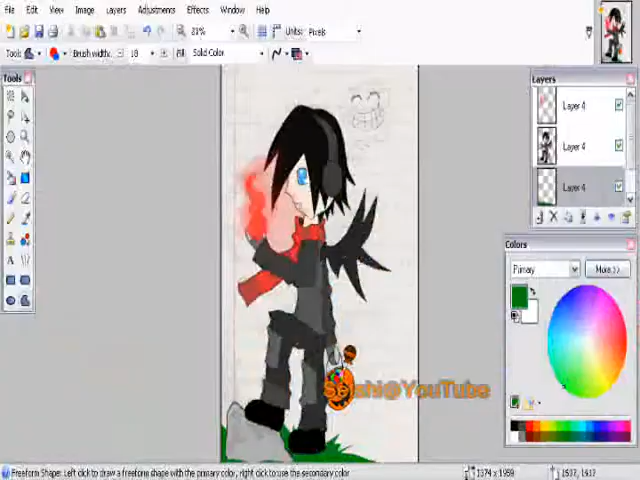 File Edit View Image Layers Adjustments Effects Window Help
21% Units: Pixels
Tools Brush width: 18 Solid Color
Tools
Layers
Layer 4
Layer 4
Layer 4
Colors
Primary More >>
Seishi@YouTube
Freeform Shape: Left click to draw a freeform shape with the primary color, right click to use the secondary color